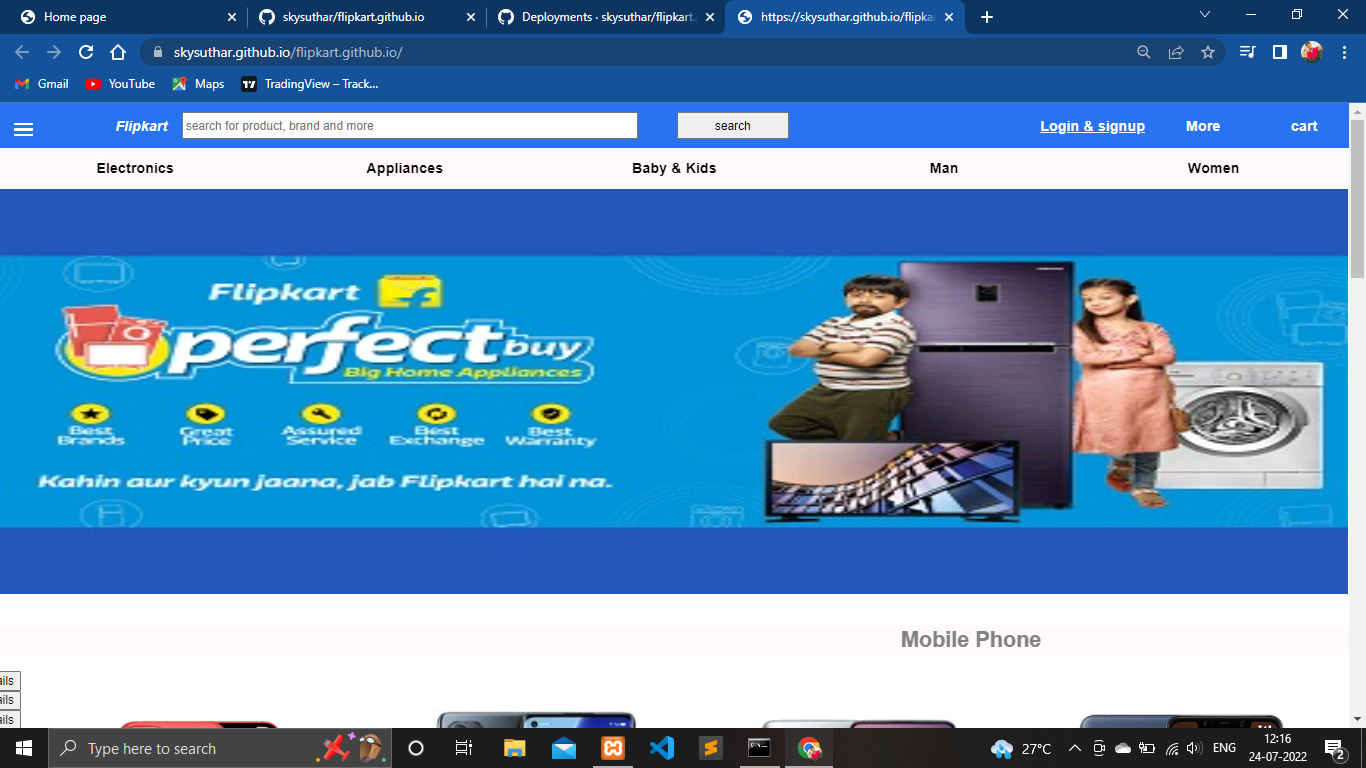 Home page
skysuthar/flipkart.github.io
Deployments · skysuthar/flipkart.
https://skysuthar.github.io/flipka
skysuthar.github.io/flipkart.github.io/
Gmail
YouTube
Maps
TradingView – Track...
Flipkart
search for product, brand and more
search
Login & signup
More
cart
Electronics
Appliances
Baby & Kids
Man
Women
Flipkart
perfect buy
Big Home Appliances
Best Brands
Great Price
Assured Service
Best Exchange
Best Warranty
Kahin aur kyun jaana, jab Flipkart hai na.
Mobile Phone
ails
ails
ails
Type here to search
27°C
ENG
12:16
24-07-2022
2